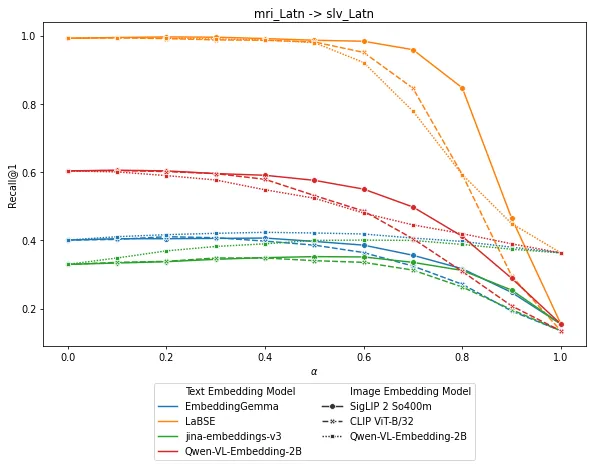 mri_Latn -> slv_Latn
Recall@1
1.0
0.8
0.6
0.4
0.2
0.0 0.2 0.4 0.6 0.8 1.0
α
Text Embedding Model Image Embedding Model
EmbeddingGemma SigLIP 2 So400m
LaBSE CLIP ViT-B/32
jina-embeddings-v3 Qwen-VL-Embedding-2B
Qwen-VL-Embedding-2B